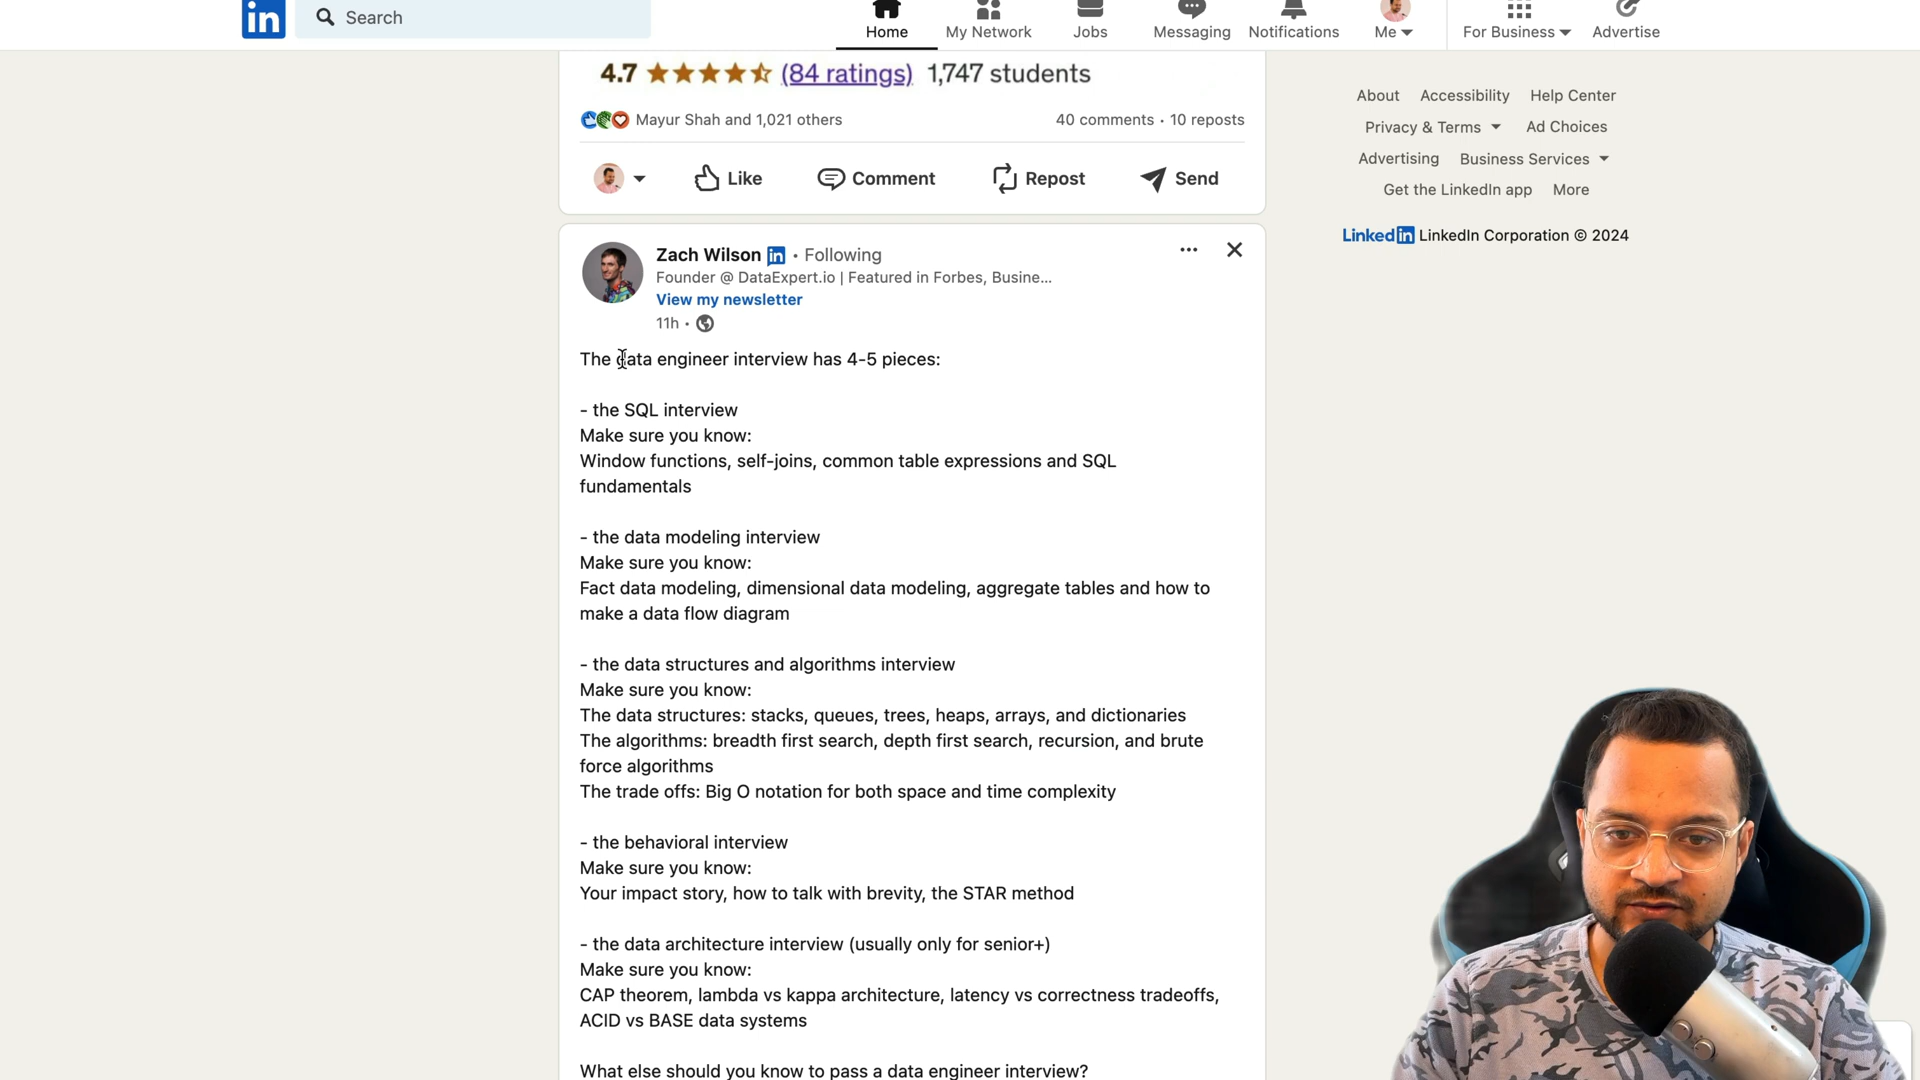 in Search
Home My Network Jobs Messaging Notifications Me For Business Advertise
4.7 (84 ratings) 1,747 students
Mayur Shah and 1,021 others 40 comments • 10 reposts
Like Comment Repost Send
Zach Wilson in • Following
Founder @ DataExpert.io | Featured in Forbes, Busine...
View my newsletter
11h •
The data engineer interview has 4-5 pieces:
- the SQL interview
Make sure you know:
Window functions, self-joins, common table expressions and SQL
fundamentals
- the data modeling interview
Make sure you know:
Fact data modeling, dimensional data modeling, aggregate tables and how to
make a data flow diagram
- the data structures and algorithms interview
Make sure you know:
The data structures: stacks, queues, trees, heaps, arrays, and dictionaries
The algorithms: breadth first search, depth first search, recursion, and brute
force algorithms
The trade offs: Big O notation for both space and time complexity
- the behavioral interview
Make sure you know:
Your impact story, how to talk with brevity, the STAR method
- the data architecture interview (usually only for senior+)
Make sure you know:
CAP theorem, lambda vs kappa architecture, latency vs correctness tradeoffs,
ACID vs BASE data systems
What else should you know to pass a data engineer interview?
About Accessibility Help Center
Privacy & Terms Ad Choices
Advertising Business Services
Get the LinkedIn app More
LinkedIn LinkedIn Corporation © 2024